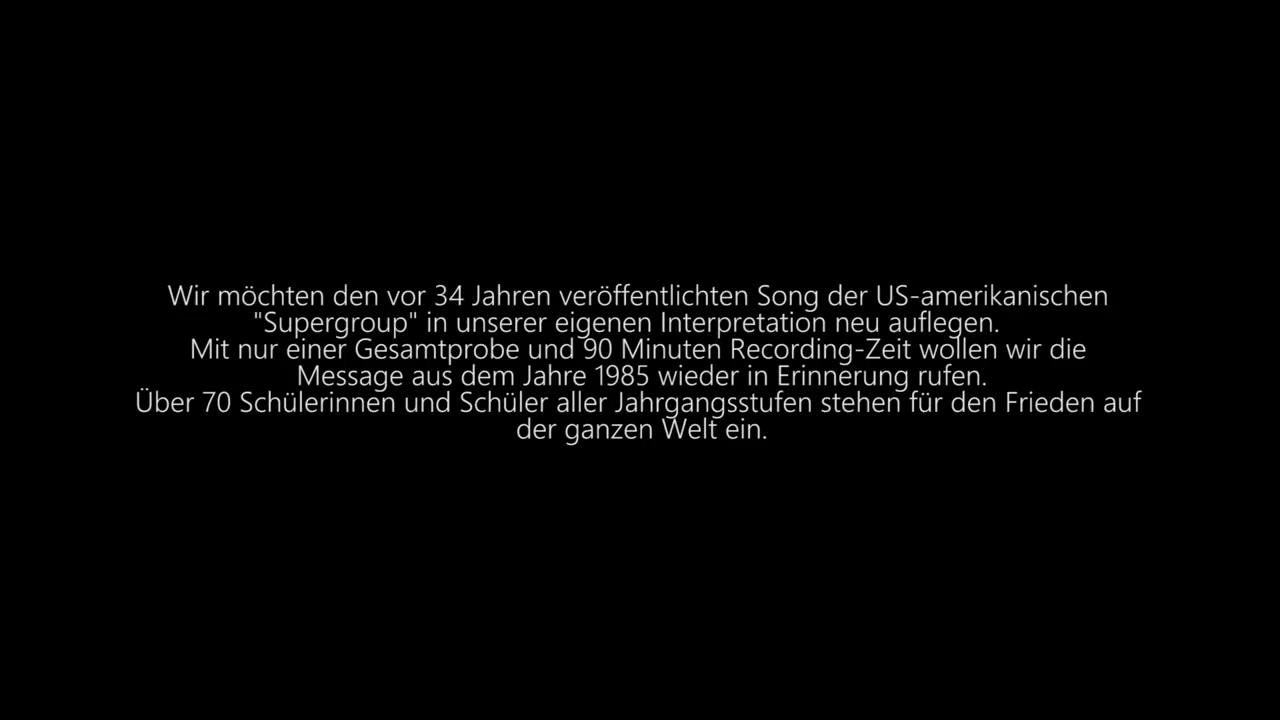 Wir möchten den vor 34 Jahren veröffentlichten Song der US-amerikanischen
"Supergroup" in unserer eigenen Interpretation neu auflegen.
Mit nur einer Gesamtprobe und 90 Minuten Recording-Zeit wollen wir die
Message aus dem Jahre 1985 wieder in Erinnerung rufen.
Über 70 Schülerinnen und Schüler aller Jahrgangsstufen stehen für den Frieden auf
der ganzen Welt ein.